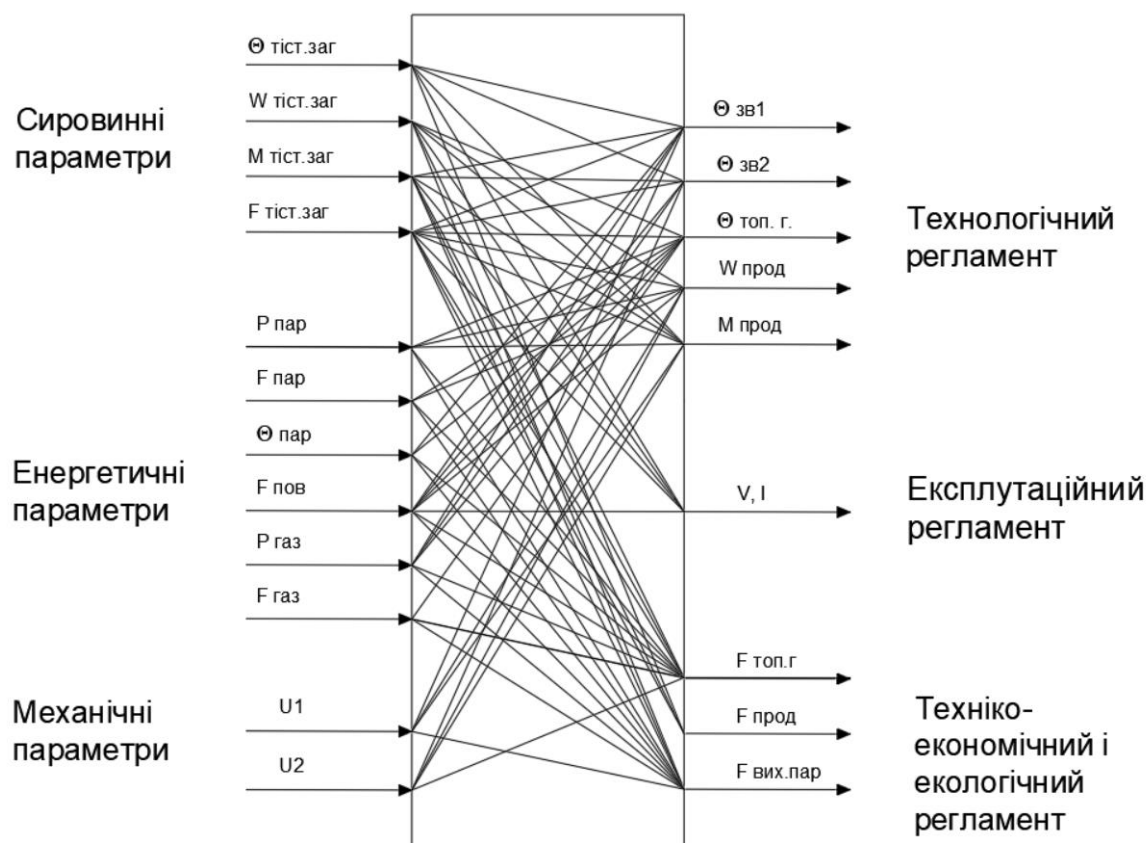 Сировинні
параметри
Θ тіст.заг
W тіст.заг
М тіст.заг
F тіст.заг
Енергетичні
параметри
Р пар
F пар
Θ пар
F пов
Р газ
F газ
Механічні
параметри
U1
U2
Θ зв1
Θ зв2
Θ топ. г.
W прод
М прод
Технологічний
регламент
V, I
Експлутаційний
регламент
F топ.г
F прод
F вих.пар
Техніко-
економічний і
екологічний
регламент